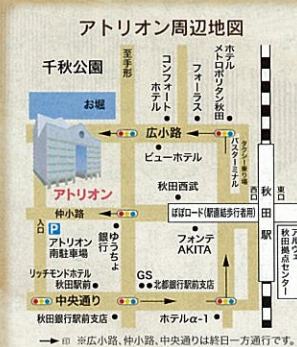 アトリオン周辺地図
千秋公園
至手形
コンフォートホテル
フォーラス
ホテルメトロポリタン秋田
お堀
広小路
バスターミナル
タクシー乗り場
ビューホテル
アトリオン
秋田西武
西口
秋田駅
東口
仲小路
ぽぽロード(駅直結歩行者用)
入口
P
アトリオン南駐車場
ゆうちょ銀行
フォンテAKITA
アルヴェ
秋田拠点センター
リッチモンドホテル秋田駅前
GS
北都銀行駅前支店
中央通り
秋田銀行駅前支店
ホテルα-1
→印 ※広小路、仲小路、中央通りは終日一方通行です。